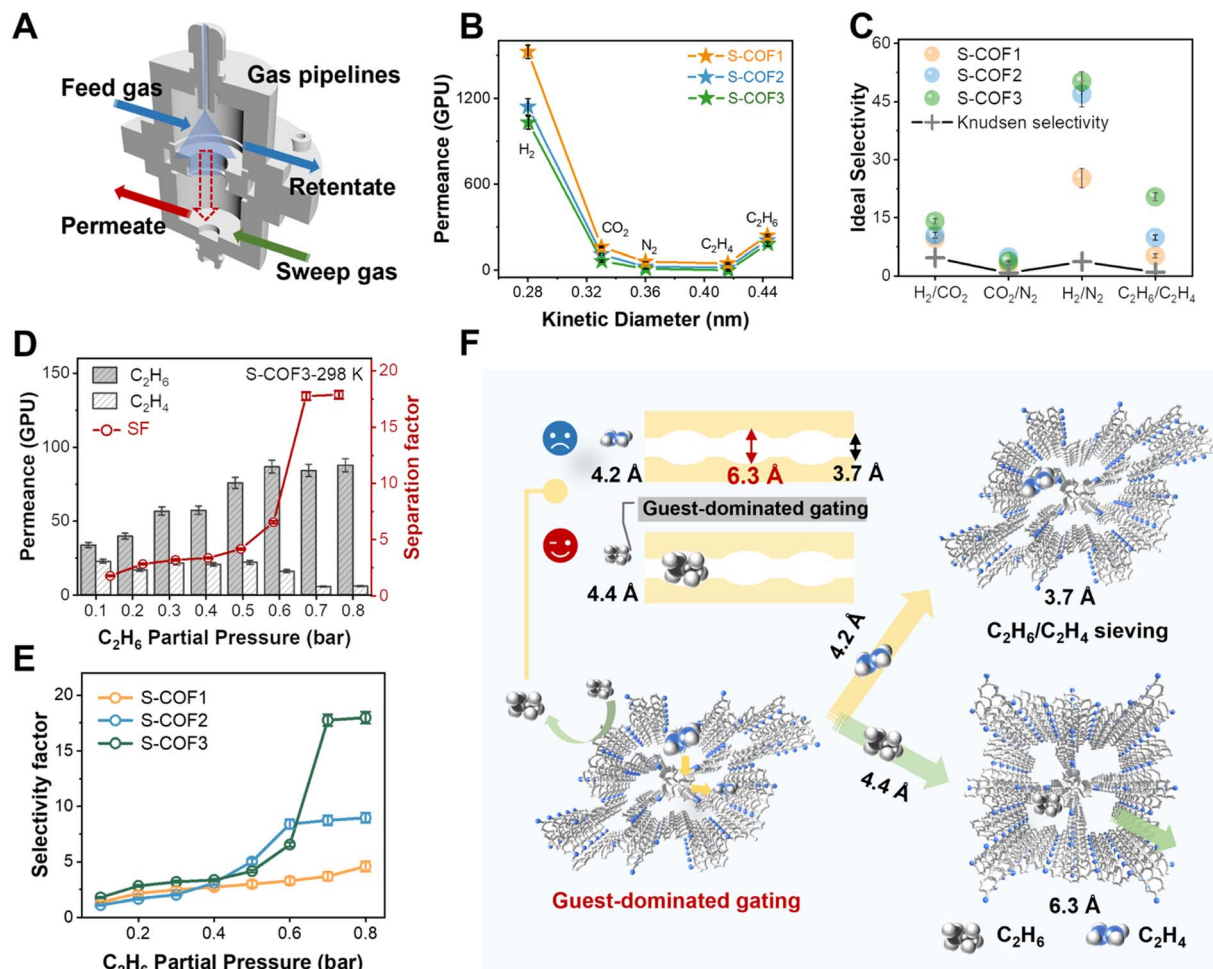 A
Feed gas
Gas pipelines
Retentate
Permeate
Sweep gas
B
Permeance (GPU)
1200
600
0
H₂
CO₂
N₂
C₂H₄
C₂H₆
S-COF1
S-COF2
S-COF3
0.28 0.32 0.36 0.40 0.44
Kinetic Diameter (nm)
C
Ideal Selectivity
60
45
30
15
0
S-COF1
S-COF2
S-COF3
Knudsen selectivity
H₂/CO₂ CO₂/N₂ H₂/N₂ C₂H₆/C₂H₄
D
Permeance (GPU)
150
100
50
0
C₂H₆
C₂H₄
SF
S-COF3-298 K
20
15
10
5
0
Separation factor
0.1 0.2 0.3 0.4 0.5 0.6 0.7 0.8
C₂H₆ Partial Pressure (bar)
E
Selectivity factor
20
15
10
5
0
S-COF1
S-COF2
S-COF3
0.2 0.4 0.6 0.8
C₂H₆ Partial Pressure (bar)
F
4.2 Å
6.3 Å
3.7 Å
Guest-dominated gating
4.4 Å
4.2 Å
4.4 Å
3.7 Å
C₂H₆/C₂H₄ sieving
Guest-dominated gating
6.3 Å
C₂H₆
C₂H₄